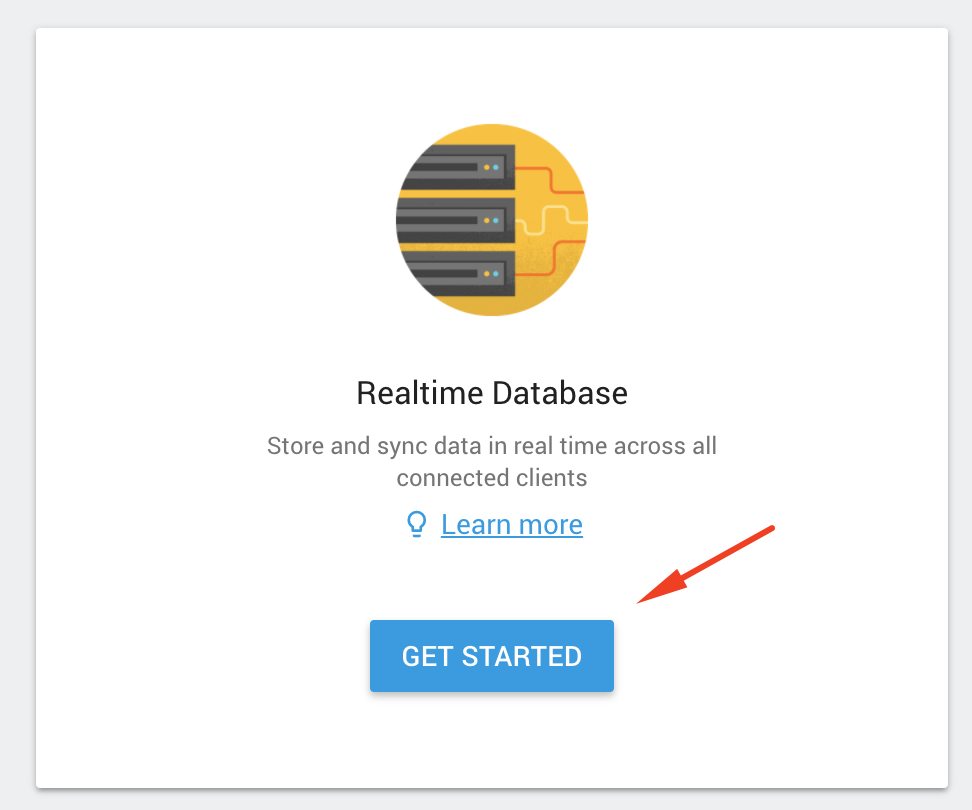 Realtime Database
Store and sync data in real time across all
connected clients
Learn more
GET STARTED